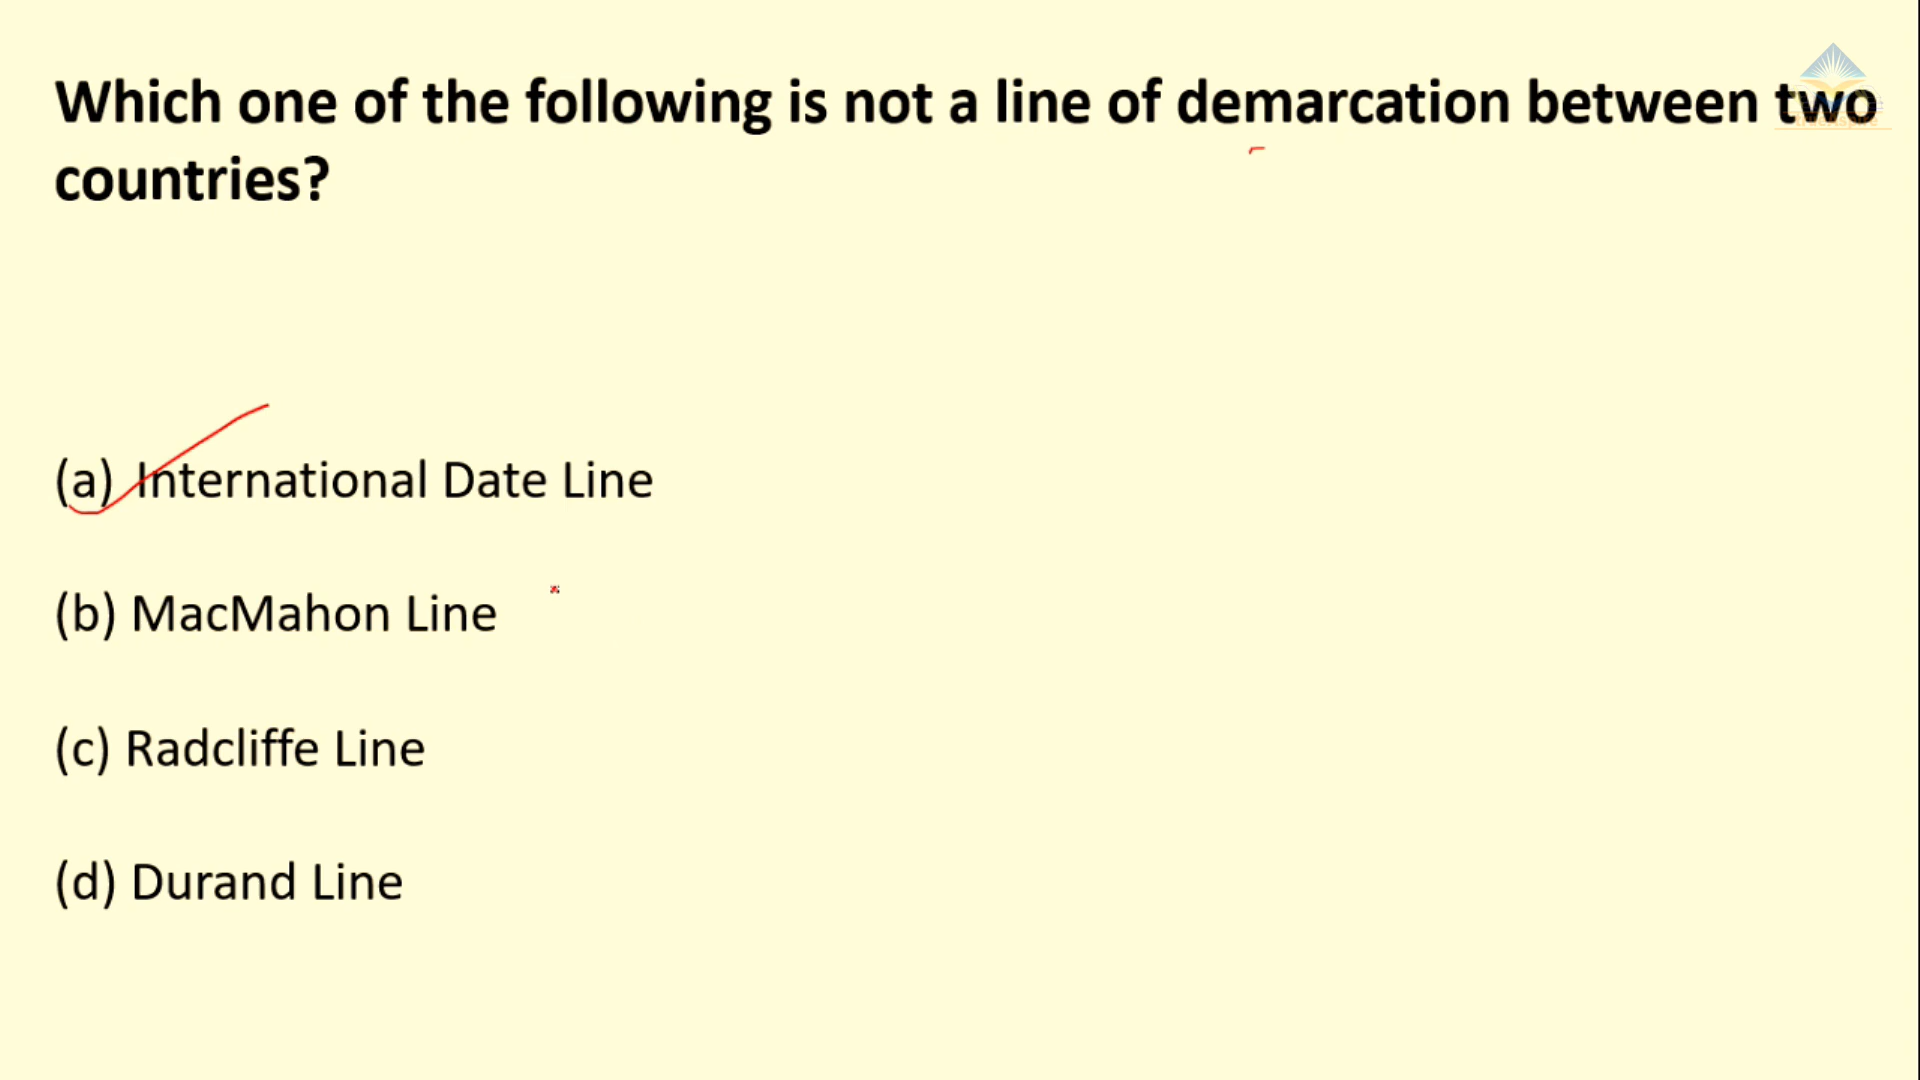 Which one of the following is not a line of demarcation between two
countries?
(a) International Date Line
(b) MacMahon Line
(c) Radcliffe Line
(d) Durand Line